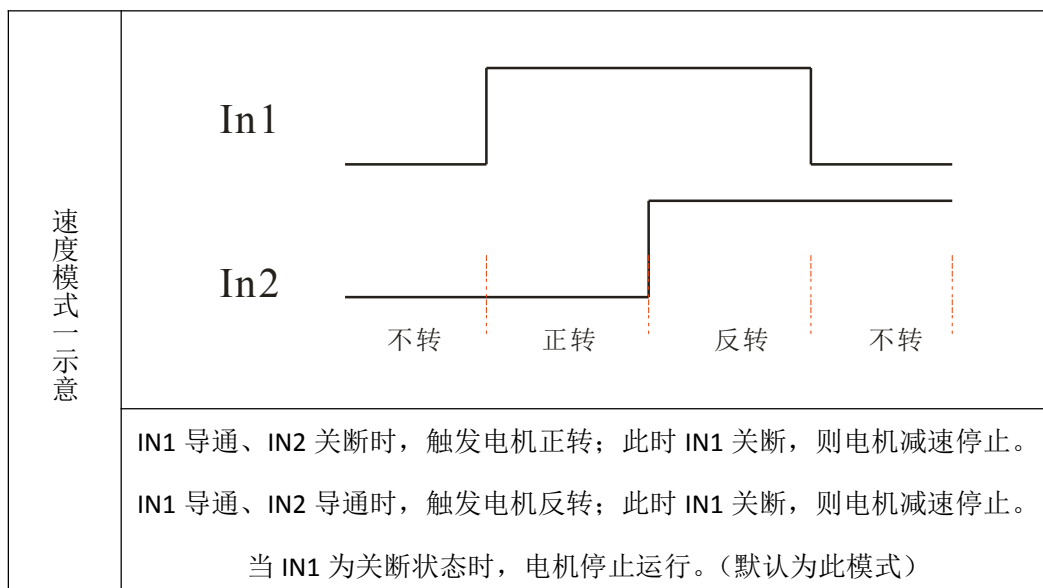 速度模式一示意
In1
In2
不转 正转 反转 不转
IN1 导通、IN2 关断时，触发电机正转；此时 IN1 关断，则电机减速停止。
IN1 导通、IN2 导通时，触发电机反转；此时 IN1 关断，则电机减速停止。
当 IN1 为关断状态时，电机停止运行。（默认为此模式）